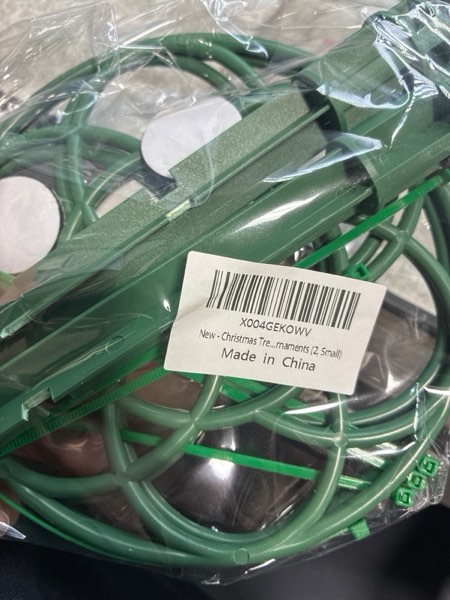 X004GEKOWV
New - Christmas Tre...rnaments (2, Small)
Made in China